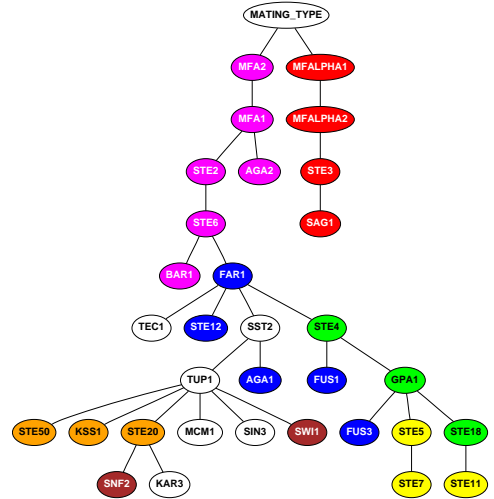 MATING_TYPE
MFA2 MFALPHA1
MFA1 MFALPHA2
STE2 AGA2 STE3
STE6 SAG1
BAR1 FAR1
TEC1 STE12 SST2 STE4
TUP1 AGA1 FUS1 GPA1
STE50 KSS1 STE20 MCM1 SIN3 SWI1 FUS3 STE5 STE18
SNF2 KAR3 STE7 STE11